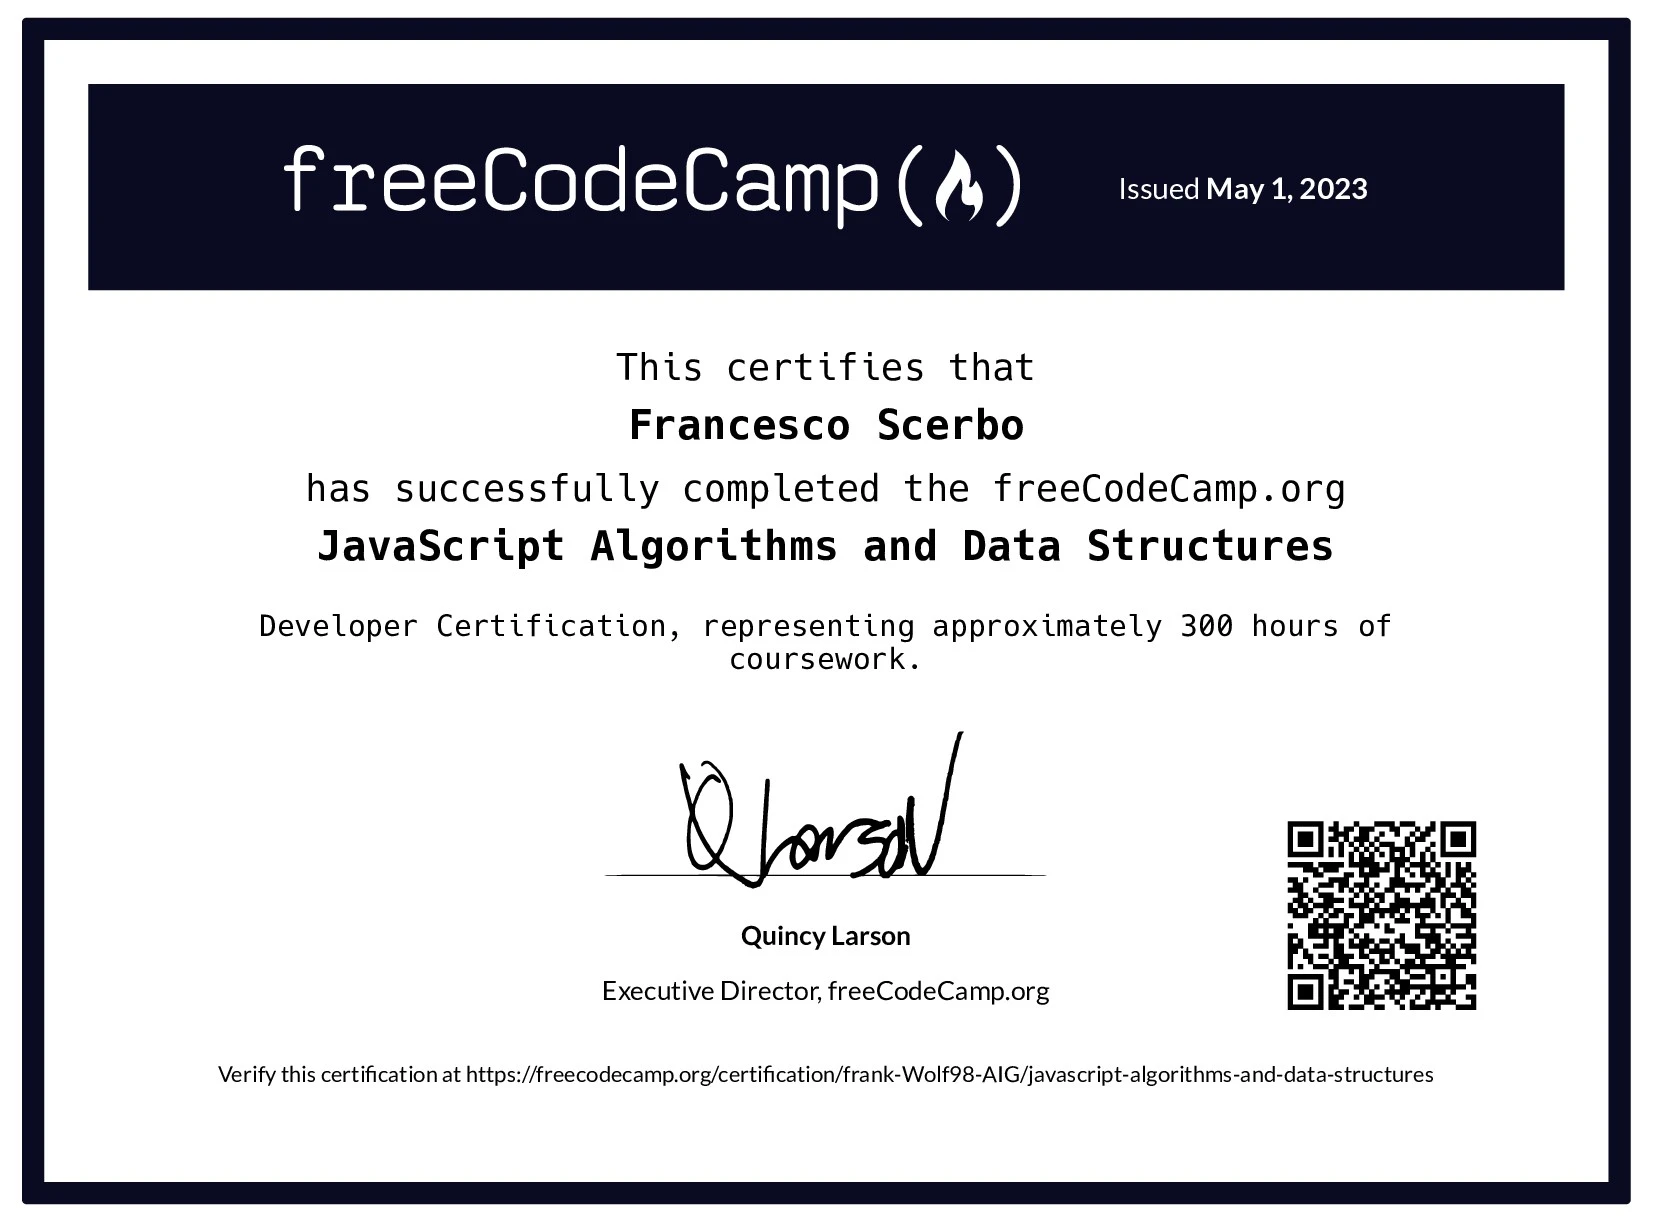 freeCodeCamp(🔥)
Issued May 1, 2023
This certifies that
Francesco Scerbo
has successfully completed the freeCodeCamp.org
JavaScript Algorithms and Data Structures
Developer Certification, representing approximately 300 hours of
coursework.
Q Larson
Quincy Larson
Executive Director, freeCodeCamp.org
Verify this certification at https://freecodecamp.org/certification/frank-Wolf98-AIG/javascript-algorithms-and-data-structures